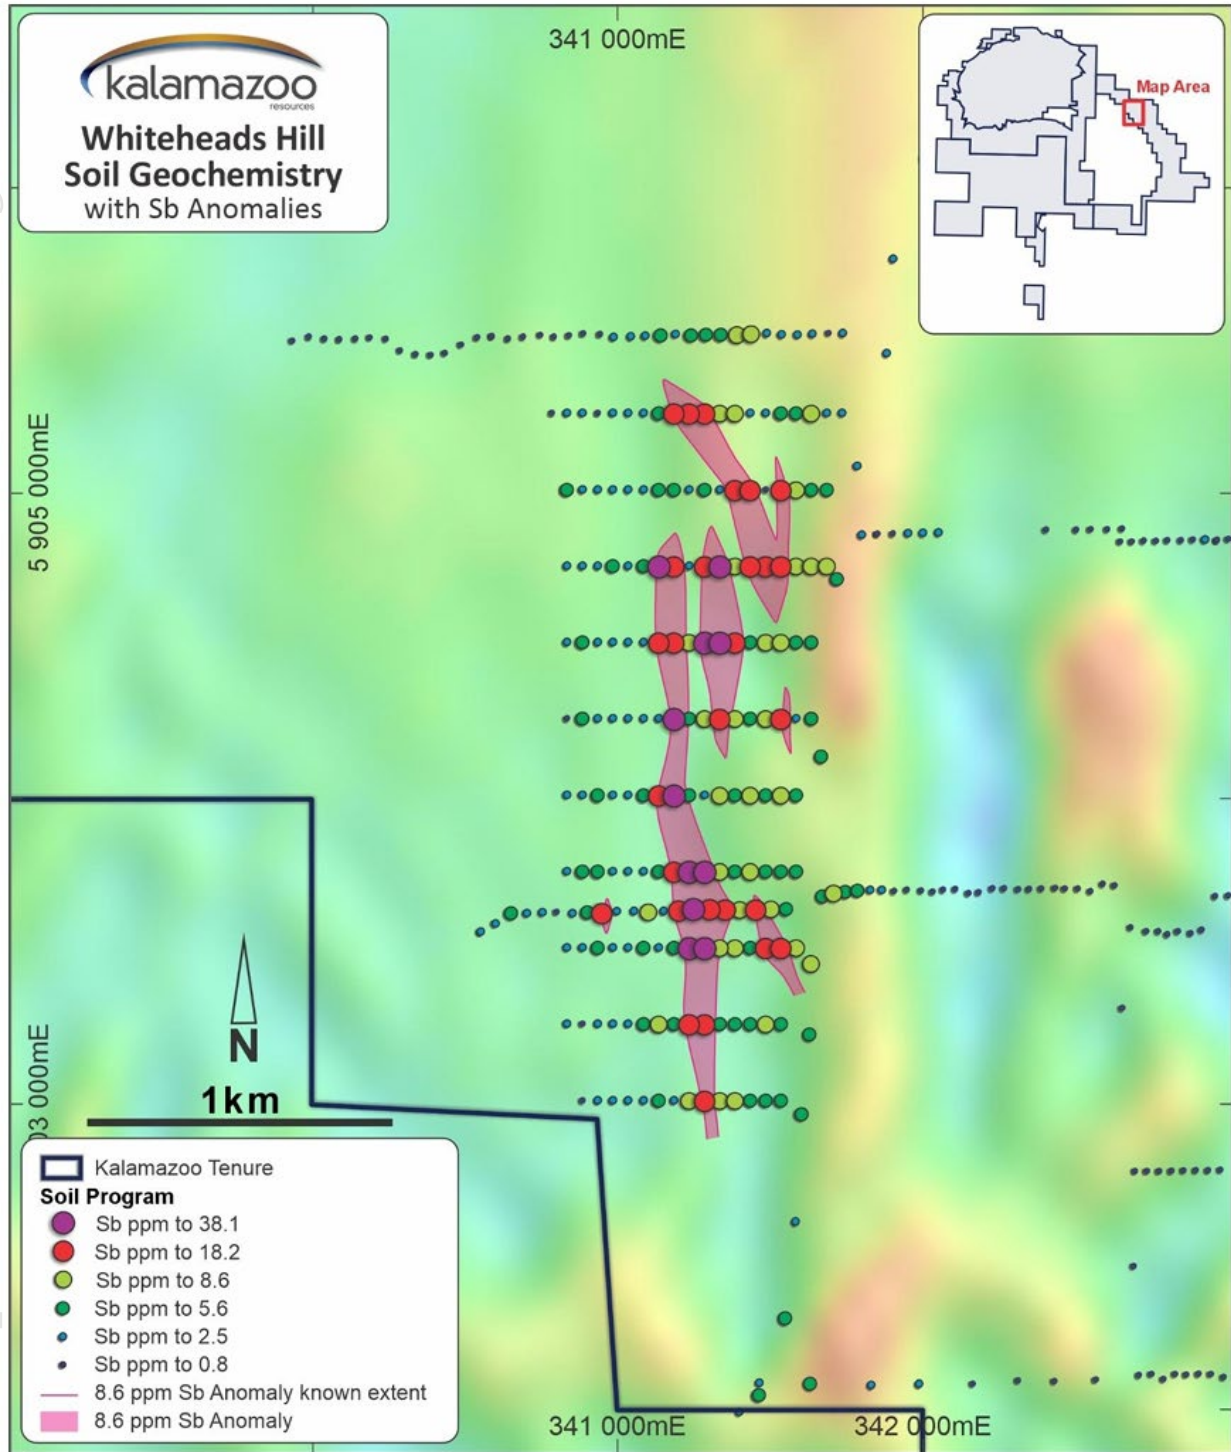 341 000mE
kalamazoo
resources
Whiteheads Hill
Soil Geochemistry
with Sb Anomalies
Map Area
5 905 000mE
03 000mE
N
1km
Kalamazoo Tenure
Soil Program
Sb ppm to 38.1
Sb ppm to 18.2
Sb ppm to 8.6
Sb ppm to 5.6
Sb ppm to 2.5
Sb ppm to 0.8
8.6 ppm Sb Anomaly known extent
8.6 ppm Sb Anomaly
341 000mE
342 000mE